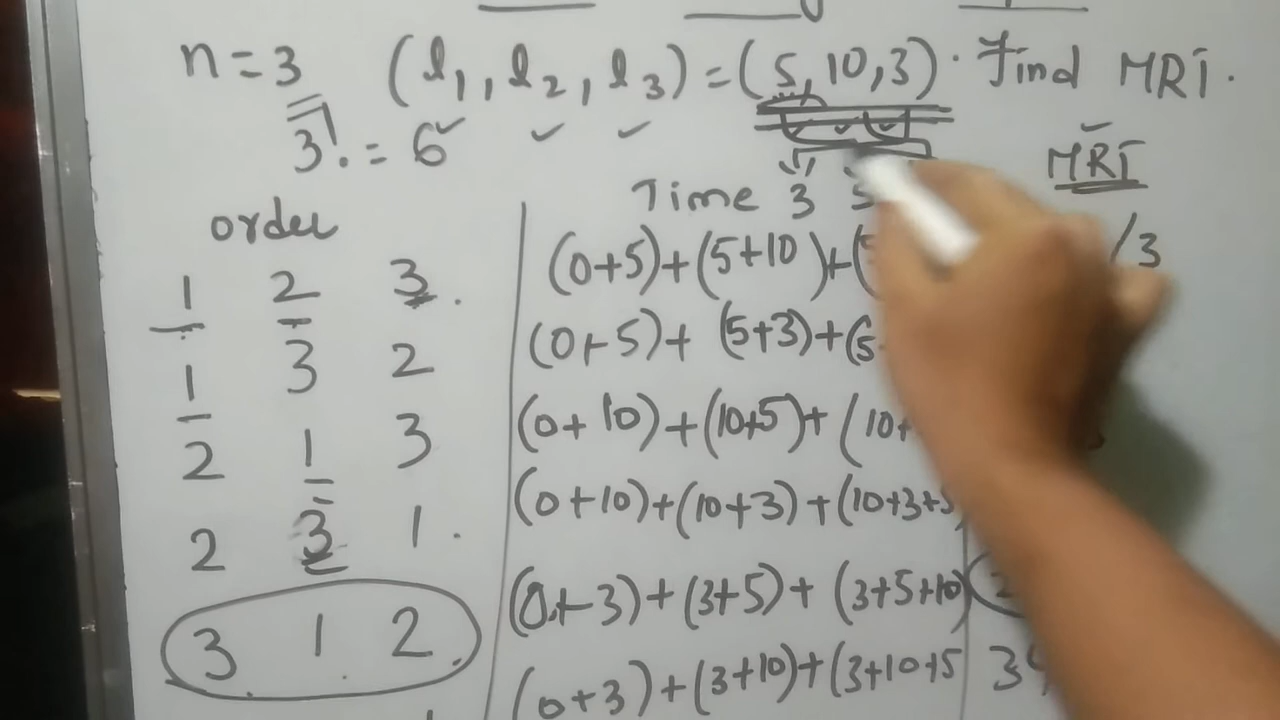 n=3 (l1, l2, l3) = (5, 10, 3). Find MRT.
3! = 6
MRT
order Time 3 5
1 2 3. (0+5)+(5+10)+( /3
1 3 2 (0+5)+ (5+3)+(5
2 1 3 (0+10)+(10+5)+(10+
2 3 1. (0+10)+(10+3)+(10+3+5
3 1 2. (0+3)+(3+5)+ (3+5+10) 2
(0+3)+(3+10)+(3+10+5 34